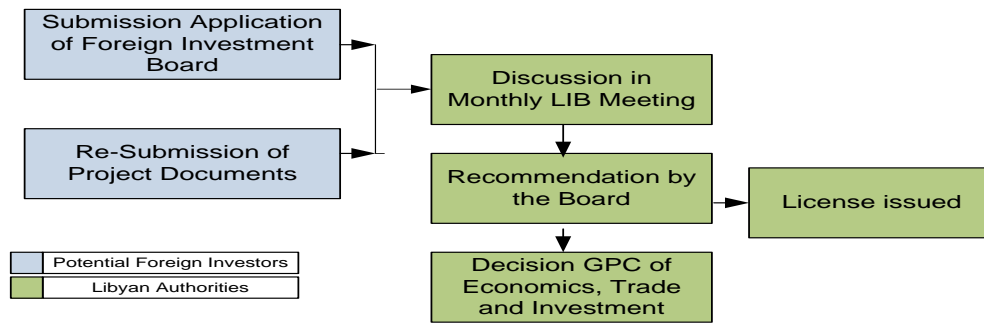 Submission Application
of Foreign Investment
Board
Discussion in
Monthly LIB Meeting
Re-Submission of
Project Documents
Recommendation by
the Board
License issued
Decision GPC of
Economics, Trade
and Investment
Potential Foreign Investors
Libyan Authorities